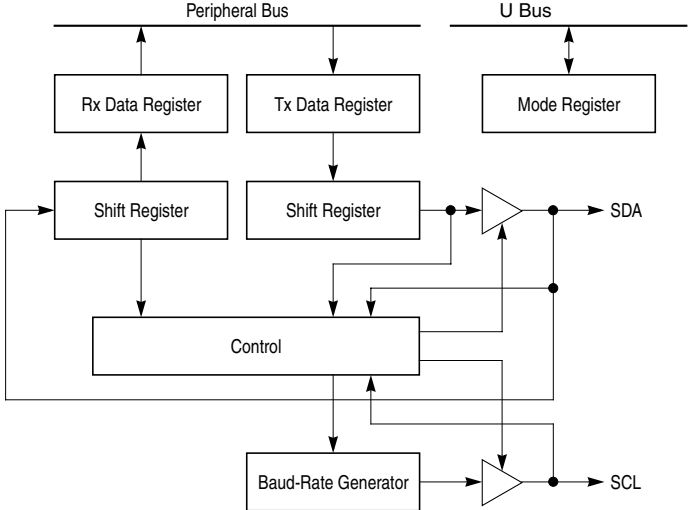 Peripheral Bus
U Bus
Rx Data Register
Tx Data Register
Mode Register
Shift Register
Shift Register
SDA
Control
Baud-Rate Generator
SCL